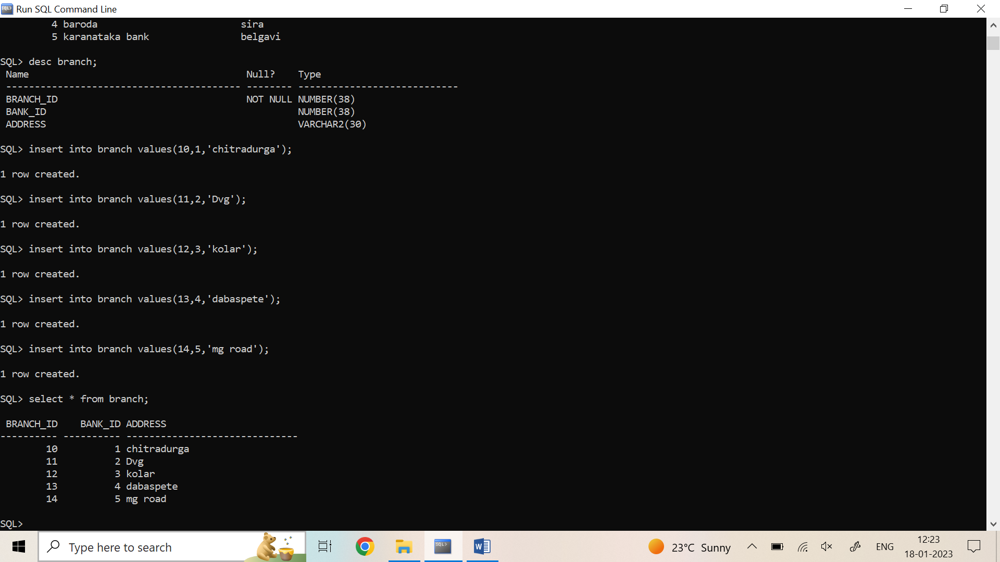 Run SQL Command Line
4 baroda sira
5 karanataka bank belgavi
SQL> desc branch;
Name Null? Type
----------------------------------------- -------- ----------------------------
BRANCH_ID NOT NULL NUMBER(38)
BANK_ID NUMBER(38)
ADDRESS VARCHAR2(30)
SQL> insert into branch values(10,1,'chitradurga');
1 row created.
SQL> insert into branch values(11,2,'Dvg');
1 row created.
SQL> insert into branch values(12,3,'kolar');
1 row created.
SQL> insert into branch values(13,4,'dabaspete');
1 row created.
SQL> insert into branch values(14,5,'mg road');
1 row created.
SQL> select * from branch;
BRANCH_ID BANK_ID ADDRESS
---------- ---------- ------------------------------
10 1 chitradurga
11 2 Dvg
12 3 kolar
13 4 dabaspete
14 5 mg road
SQL>
Type here to search
SQL>
W
23°C Sunny
ENG
12:23
18-01-2023